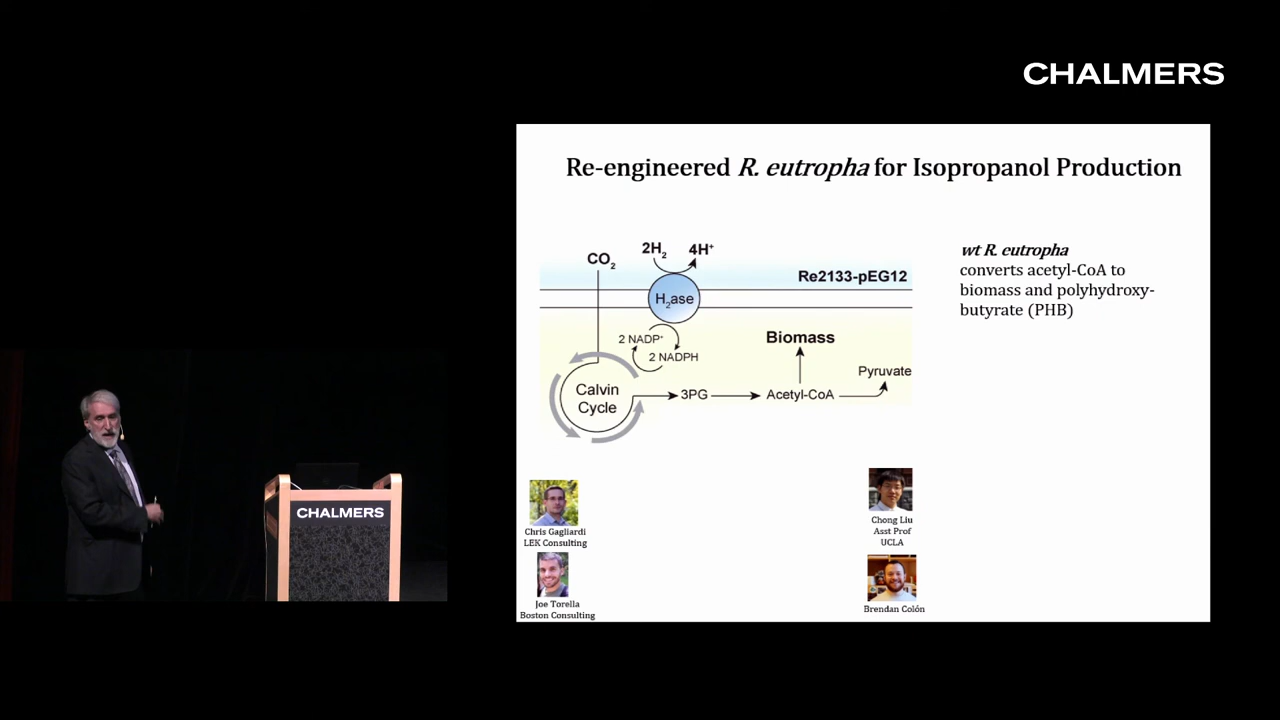 CHALMERS
Re-engineered R. eutropha for Isopropanol Production
CO₂
2H₂
4H⁺
Re2133-pEG12
H₂ase
2 NADP⁺
2 NADPH
Biomass
Pyruvate
Calvin
Cycle
3PG
Acetyl-CoA
wt R. eutropha
converts acetyl-CoA to
biomass and polyhydroxy-
butyrate (PHB)
Chris Gagliardi
LEK Consulting
Joe Torella
Boston Consulting
Chong Liu
Asst Prof
UCLA
Brendan Colón
CHALMERS